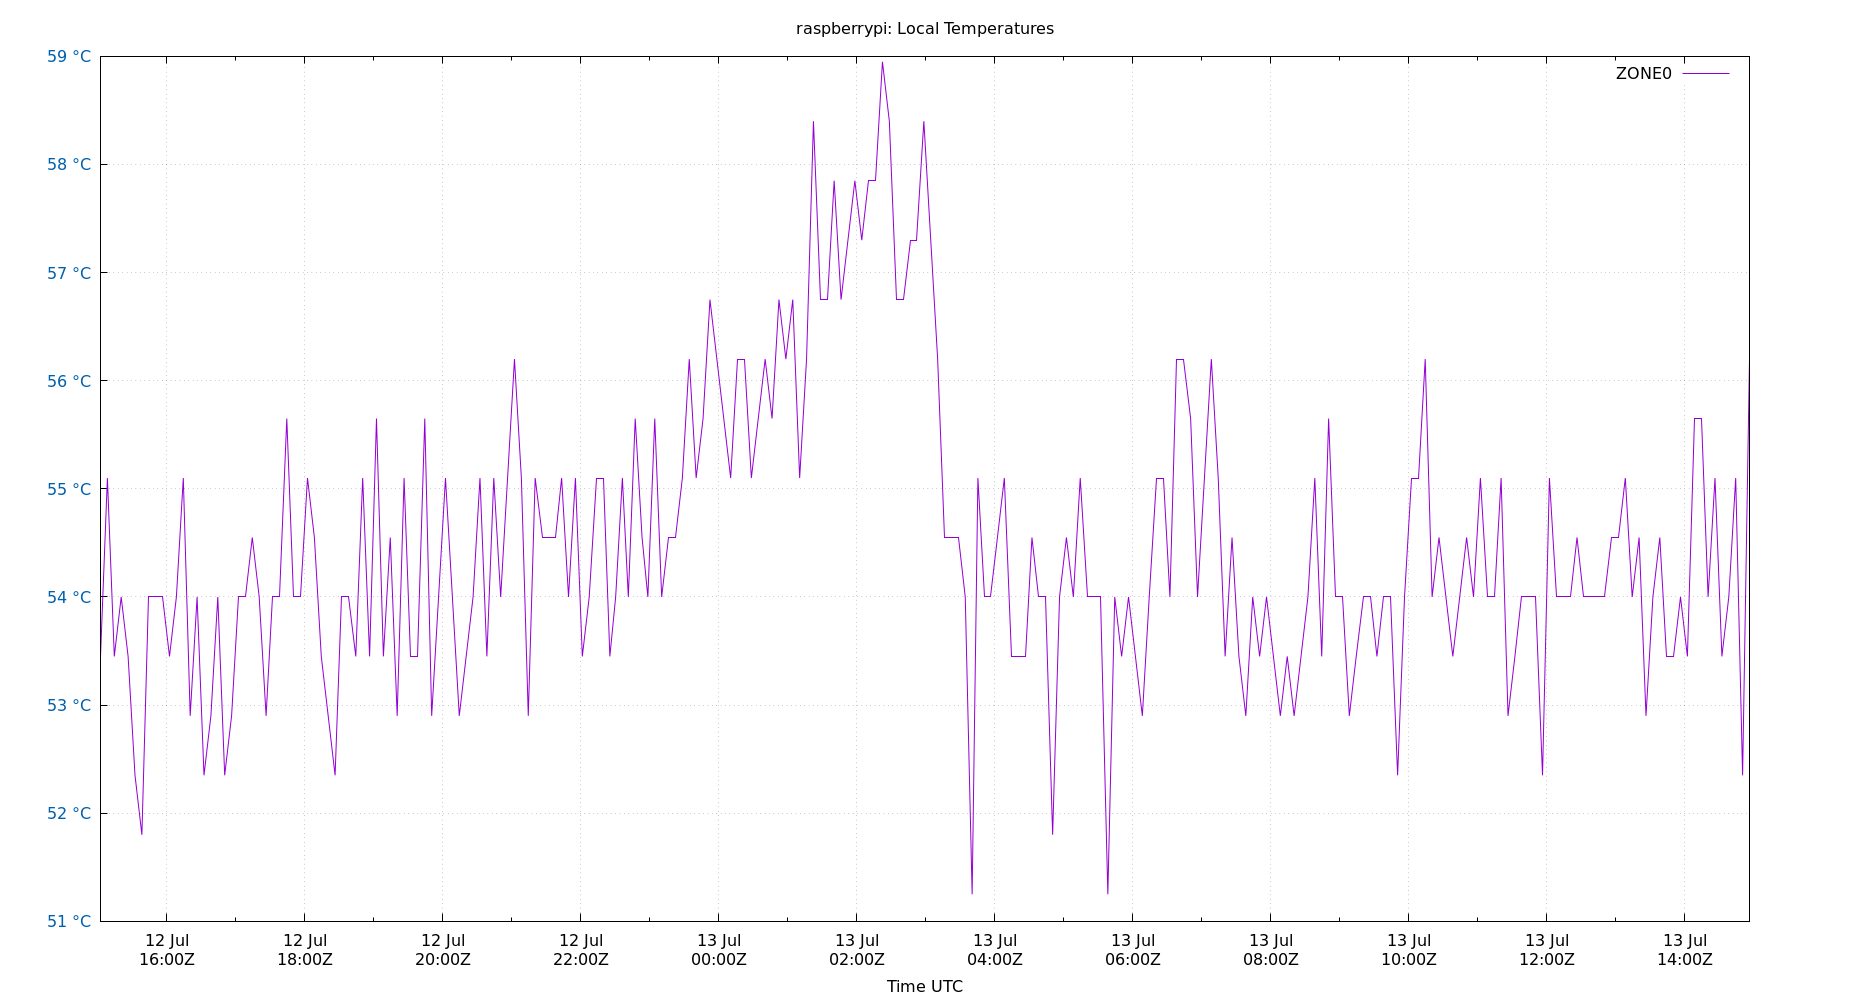 raspberrypi: Local Temperatures
ZONE0
59 °C
58 °C
57 °C
56 °C
55 °C
54 °C
53 °C
52 °C
51 °C
12 Jul 12 Jul 12 Jul 12 Jul 13 Jul 13 Jul 13 Jul 13 Jul 13 Jul 13 Jul 13 Jul 13 Jul
16:00Z 18:00Z 20:00Z 22:00Z 00:00Z 02:00Z 04:00Z 06:00Z 08:00Z 10:00Z 12:00Z 14:00Z
Time UTC